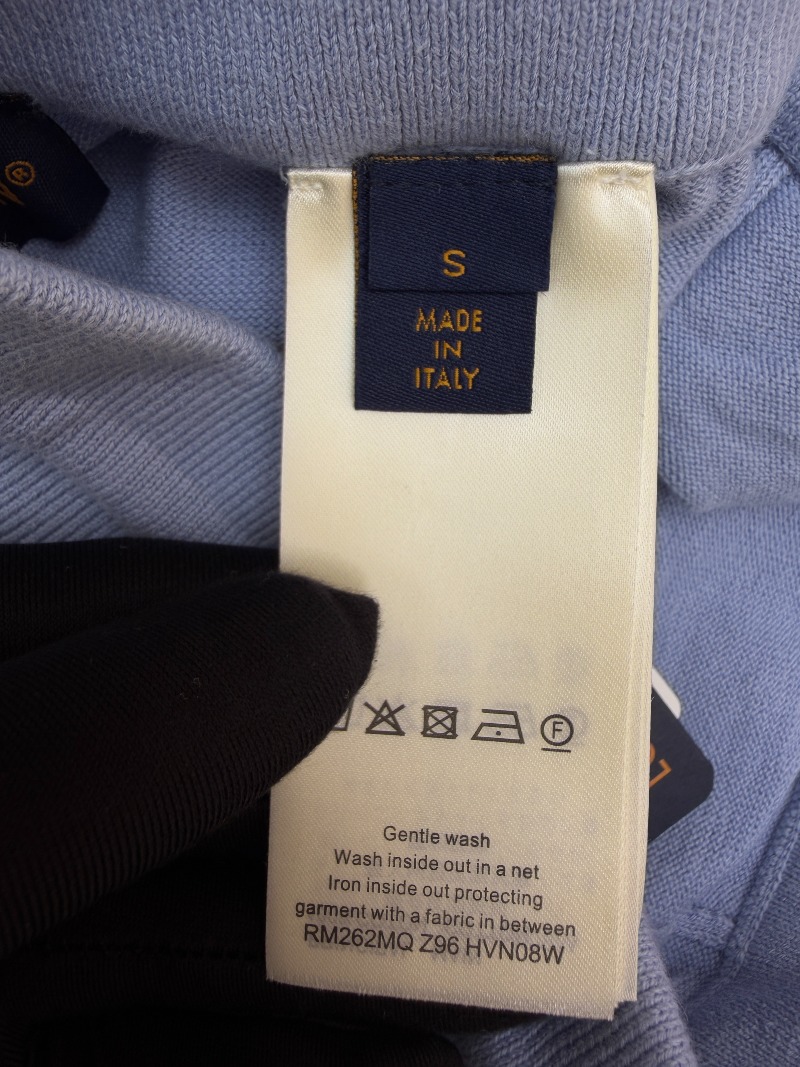 S
MADE
IN
ITALY
F
Gentle wash
Wash inside out in a net
Iron inside out protecting
garment with a fabric in between
RM262MQ Z96 HVN08W